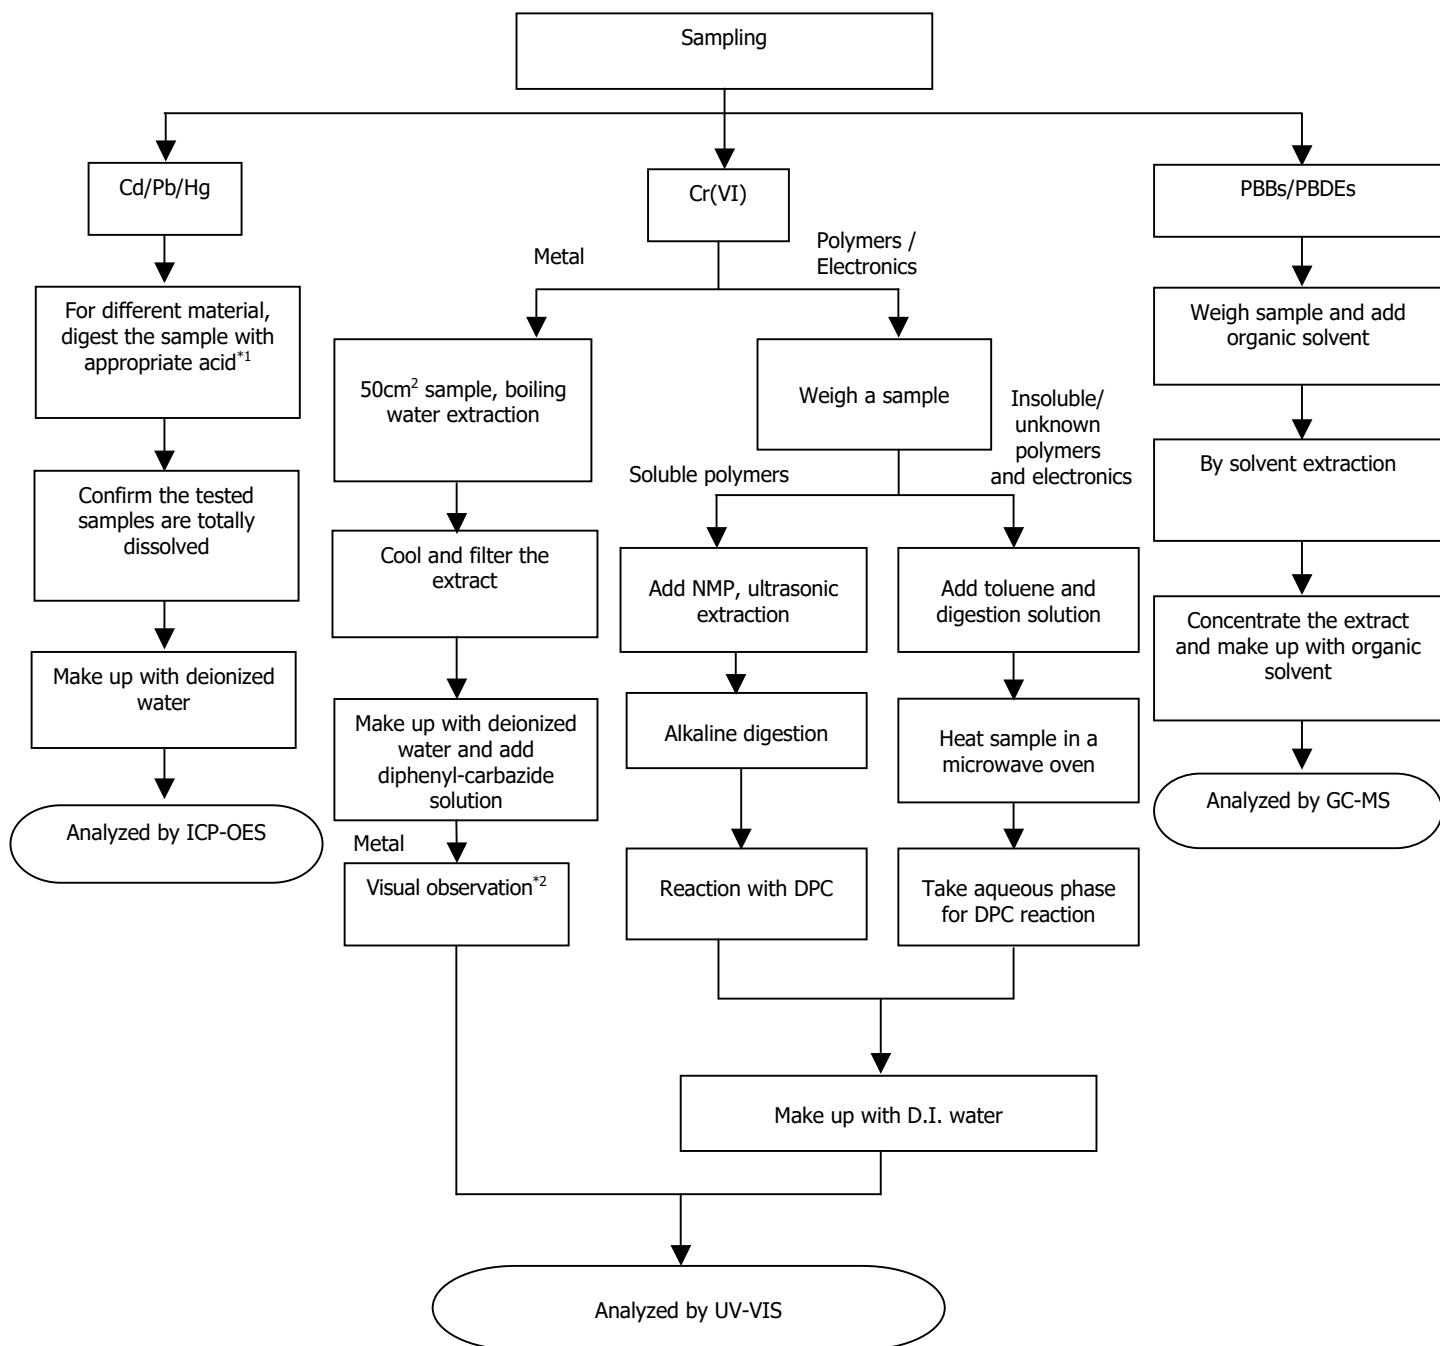 Sampling
Cd/Pb/Hg
For different material,
digest the sample with
appropriate acid*1
Confirm the tested
samples are totally
dissolved
Make up with deionized
water
Analyzed by ICP-OES
Cr(VI)
Metal
Polymers /
Electronics
50cm2 sample, boiling
water extraction
Cool and filter the
extract
Make up with deionized
water and add
diphenyl-carbazide
solution
Metal
Visual observation*2
Weigh a sample
Soluble polymers
Insoluble/
unknown
polymers
and electronics
Add NMP, ultrasonic
extraction
Alkaline digestion
Reaction with DPC
Add toluene and
digestion solution
Heat sample in a
microwave oven
Take aqueous phase
for DPC reaction
Make up with D.I. water
Analyzed by UV-VIS
PBBs/PBDEs
Weigh sample and add
organic solvent
By solvent extraction
Concentrate the extract
and make up with organic
solvent
Analyzed by GC-MS